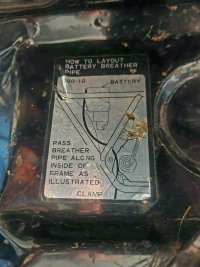 HOW TO LAYOUT
BATTERY BREATHER
PIPE
BATTERY
PASS
BREATHER
PIPE ALONG
INSIDE OF
FRAME AS
ILLUSTRATED
CLAMP